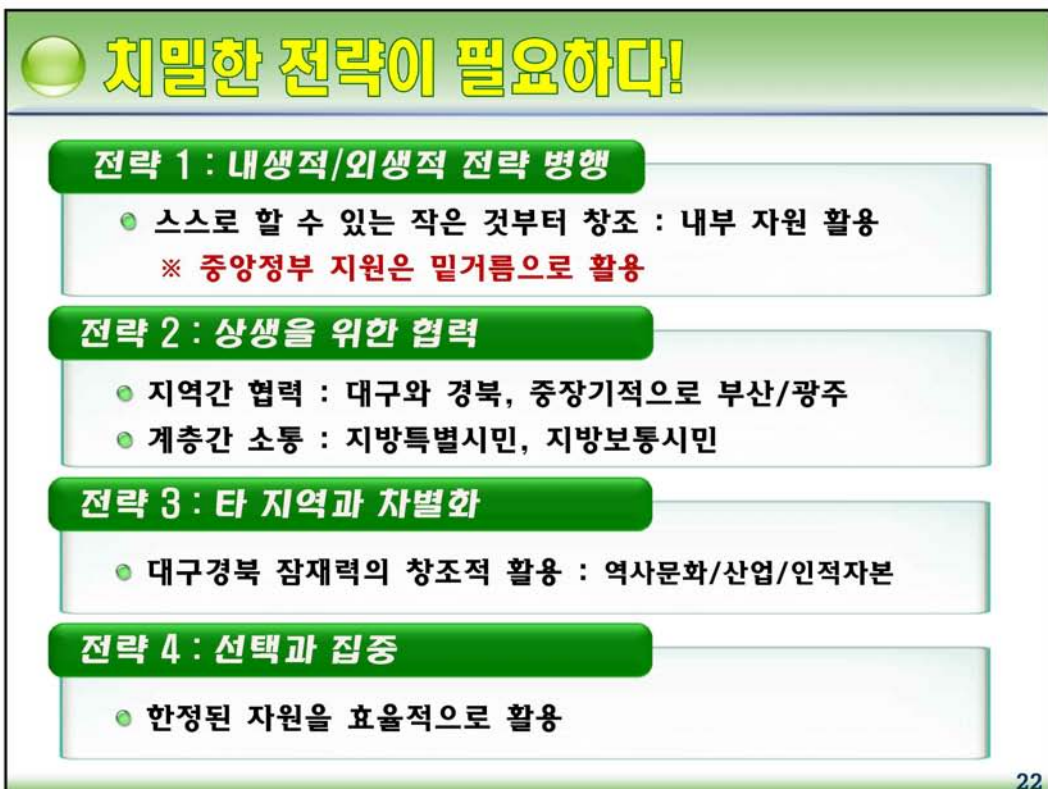 치밀한 전략이 필요하다!
전략 1 : 내생적/외생적 전략 병행
스스로 할 수 있는 작은 것부터 창조 : 내부 자원 활용
※ 중앙정부 지원은 밑거름으로 활용
전략 2 : 상생을 위한 협력
지역간 협력 : 대구와 경북, 중장기적으로 부산/광주
계층간 소통 : 지방특별시민, 지방보통시민
전략 3 : 타 지역과 차별화
대구경북 잠재력의 창조적 활용 : 역사문화/산업/인적자본
전략 4 : 선택과 집중
한정된 자원을 효율적으로 활용
22